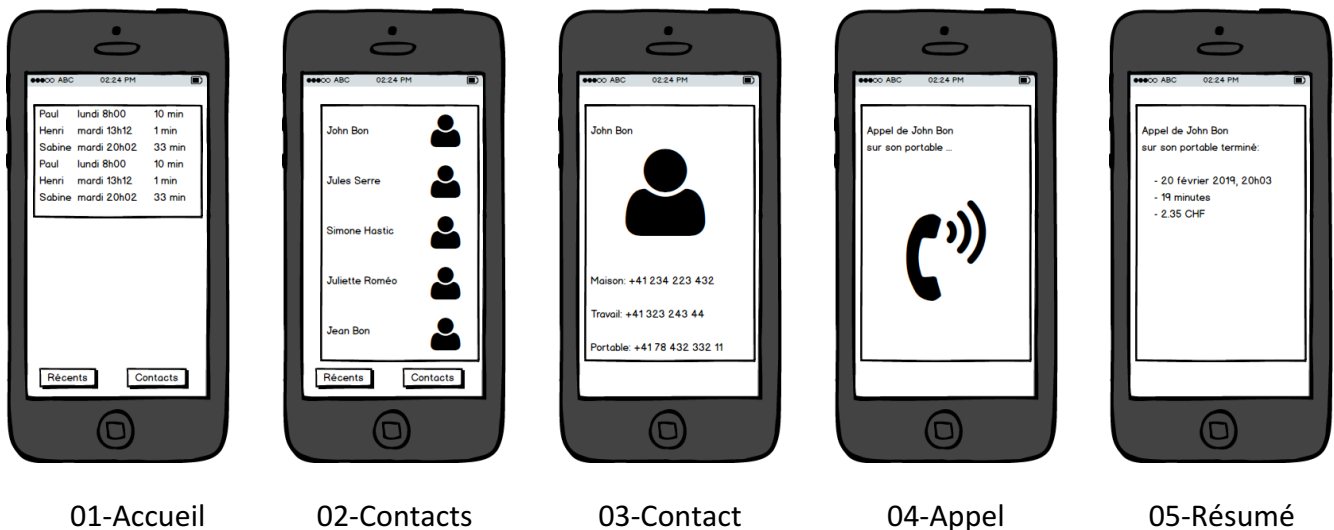 ●●●○○ ABC 02:24 PM
Paul lundi 8h00 10 min
Henri mardi 13h12 1 min
Sabine mardi 20h02 33 min
Paul lundi 8h00 10 min
Henri mardi 13h12 1 min
Sabine mardi 20h02 33 min
Récents Contacts
01-Accueil
●●●○○ ABC 02:24 PM
John Bon
Jules Serre
Simone Hastic
Juliette Roméo
Jean Bon
Récents Contacts
02-Contacts
●●●○○ ABC 02:24 PM
John Bon
Maison: +41 234 223 432
Travail: +41 323 243 44
Portable: +41 78 432 332 11
03-Contact
●●●○○ ABC 02:24 PM
Appel de John Bon
sur son portable ...
04-Appel
●●●○○ ABC 02:24 PM
Appel de John Bon
sur son portable terminé:
- 20 février 2019, 20h03
- 19 minutes
- 2.35 CHF
05-Résumé